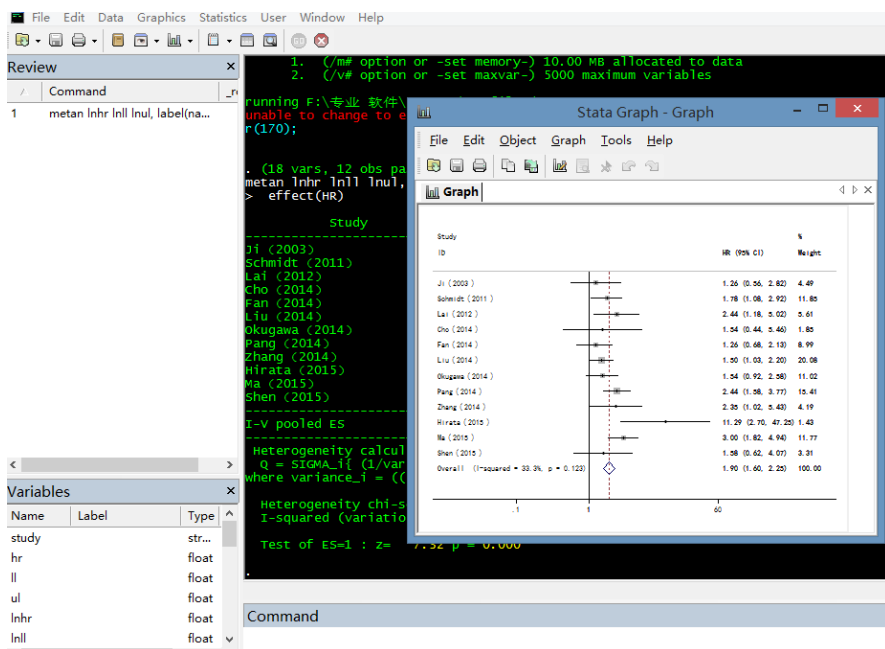 File Edit Data Graphics Statistics User Window Help
Review
Command
1 metan lnhr lnll lnul, label(na...
Variables
Name Label Type
study str...
hr float
ll float
ul float
lnhr float
lnll float
1. (/m# option or -set memory-) 10.00 MB allocated to data
2. (/v# option or -set maxvar-) 5000 maximum variables
running F:\专业 软件\
unable to change to e
r(170);
. (18 vars, 12 obs pa
metan lnhr lnll lnul,
> effect(HR)
Study
Ji (2003)
Schmidt (2011)
Lai (2012)
Cho (2014)
Fan (2014)
Liu (2014)
Okugawa (2014)
Pang (2014)
Zhang (2014)
Hirata (2015)
Ma (2015)
Shen (2015)
I-V pooled ES
Heterogeneity calcul
Q = SIGMA_i{ (1/var
where variance_i = ((
Heterogeneity chi-s
I-squared (variatio
Test of ES=1 : z= 7.32 p = 0.000
.
Command
Stata Graph - Graph
File Edit Object Graph Tools Help
Graph
Study %
ID HR (95% CI) Weight
Ji (2003) 1.26 (0.56, 2.82) 4.49
Schmidt (2011) 1.78 (1.08, 2.92) 11.85
Lai (2012) 2.44 (1.18, 5.02) 5.61
Cho (2014) 1.54 (0.44, 5.46) 1.85
Fan (2014) 1.26 (0.68, 2.13) 8.99
Liu (2014) 1.50 (1.03, 2.20) 20.08
Okugawa (2014) 1.54 (0.92, 2.58) 11.02
Pang (2014) 2.44 (1.58, 3.77) 15.41
Zhang (2014) 2.35 (1.02, 5.43) 4.19
Hirata (2015) 11.29 (2.70, 47.25) 1.43
Ma (2015) 3.00 (1.82, 4.94) 11.77
Shen (2015) 1.58 (0.62, 4.07) 3.31
Overall (I-squared = 33.3%, p = 0.123) 1.90 (1.60, 2.25) 100.00
.1 1 60